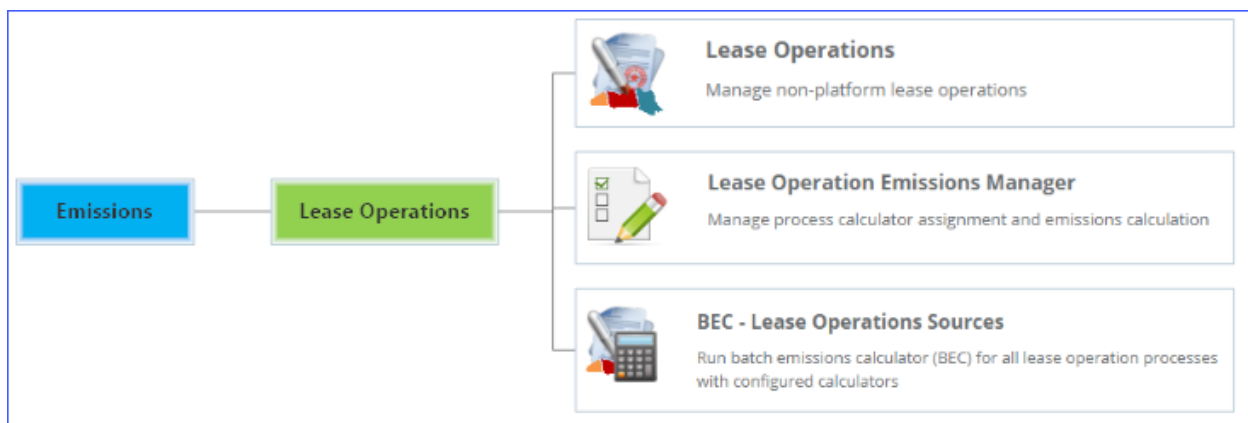 Emissions
Lease Operations
Lease Operations
Manage non-platform lease operations
Lease Operation Emissions Manager
Manage process calculator assignment and emissions calculation
BEC - Lease Operations Sources
Run batch emissions calculator (BEC) for all lease operation processes
with configured calculators